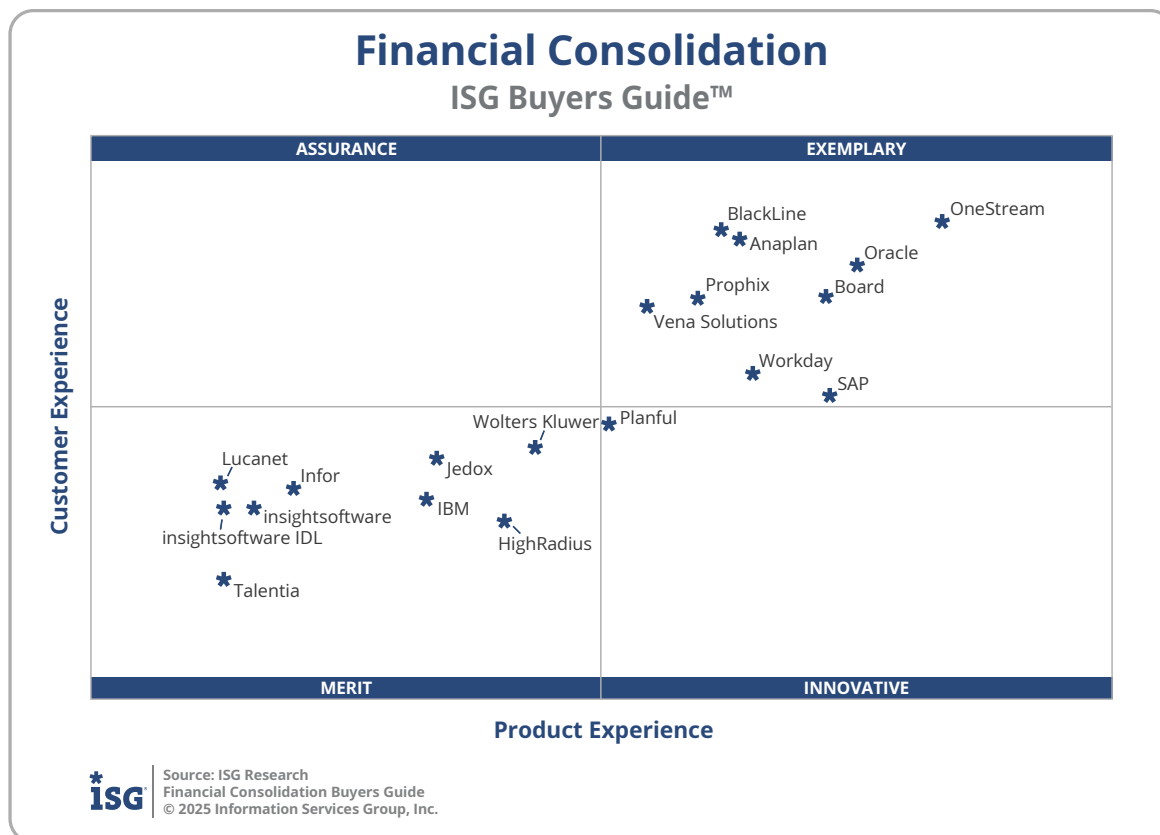 Financial Consolidation
ISG Buyers Guide™
ASSURANCE
EXEMPLARY
OneStream
BlackLine
Anaplan
Oracle
Prophix
Board
Vena Solutions
Workday
SAP
Wolters Kluwer
Planful
Lucanet
Infor
Jedox
insightsoftware
IBM
insightsoftware IDL
HighRadius
Talentia
Customer Experience
MERIT
INNOVATIVE
Product Experience
ISG
Source: ISG Research
Financial Consolidation Buyers Guide
© 2025 Information Services Group, Inc.